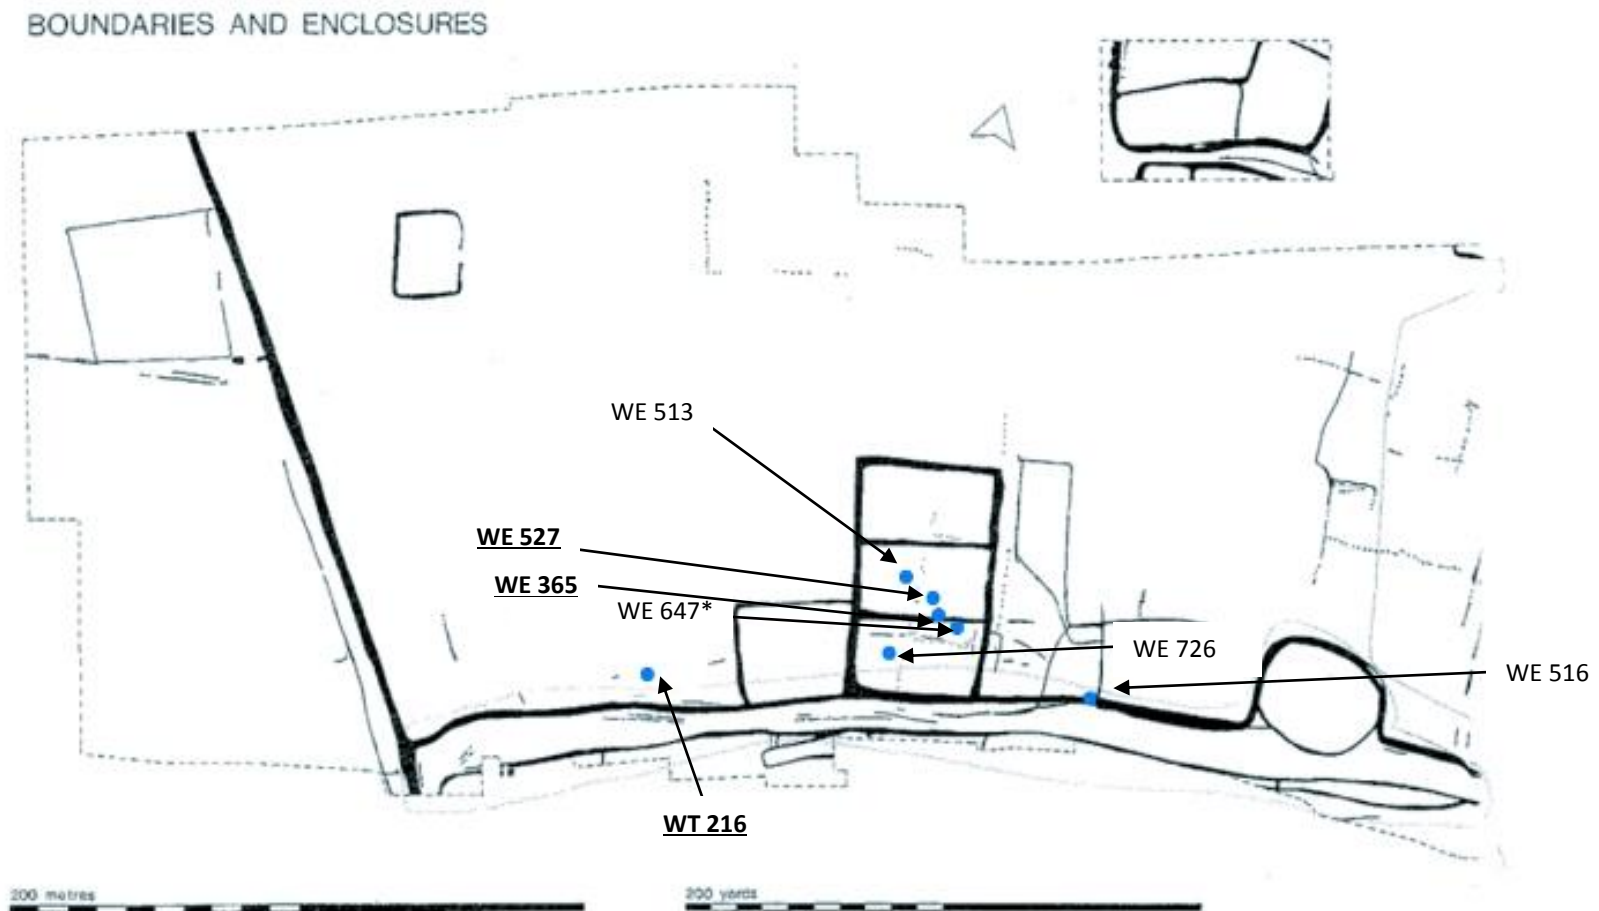 BOUNDARIES AND ENCLOSURES
WE 513
WE 527
WE 365
WE 647*
WE 726
WE 516
WT 216
200 metres
200 yards